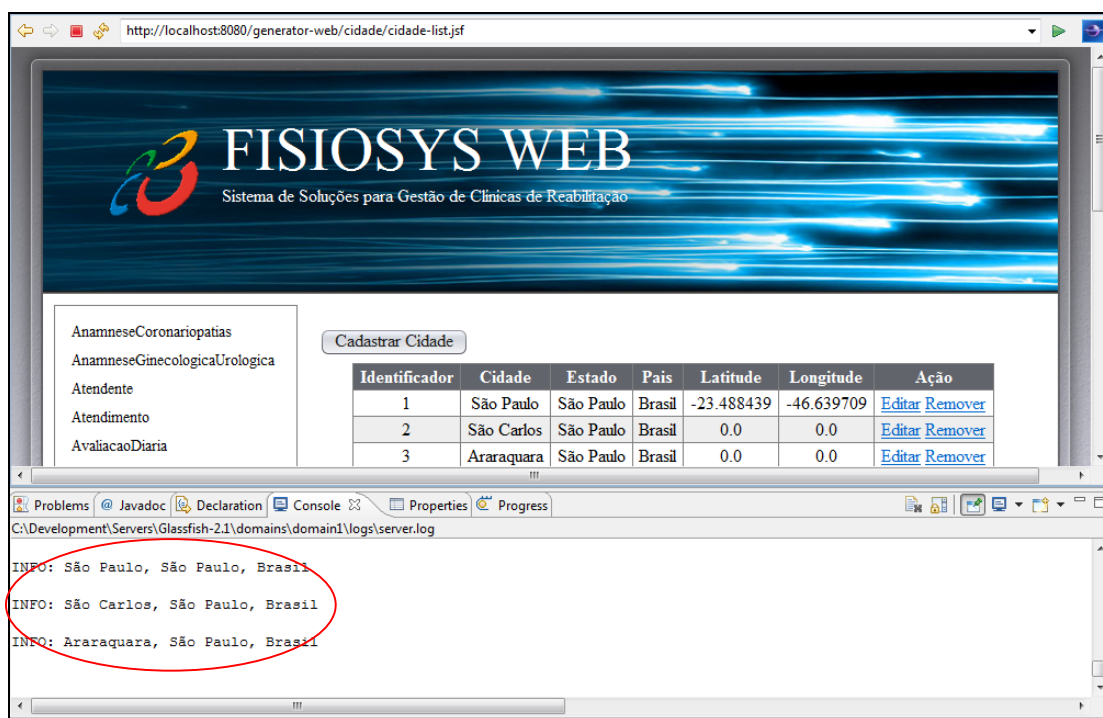 http://localhost:8080/generator-web/cidade/cidade-list.jsf
FISIOSYS WEB
Sistema de Soluções para Gestão de Clinicas de Reabilitação
AnamneseCoronariopatias
AnamneseGinecologicaUrologica
Atendente
Atendimento
AvaliacaoDiaria
Cadastrar Cidade
Identificador Cidade Estado Pais Latitude Longitude Ação
1 São Paulo São Paulo Brasil -23.488439 -46.639709 Editar Remover
2 São Carlos São Paulo Brasil 0.0 0.0 Editar Remover
3 Araraquara São Paulo Brasil 0.0 0.0 Editar Remover
Problems @ Javadoc Declaration Console Properties Progress
C:\Development\Servers\Glassfish-2.1\domains\domain1\logs\server.log
INFO: São Paulo, São Paulo, Brasil
INFO: São Carlos, São Paulo, Brasil
INFO: Araraquara, São Paulo, Brasil